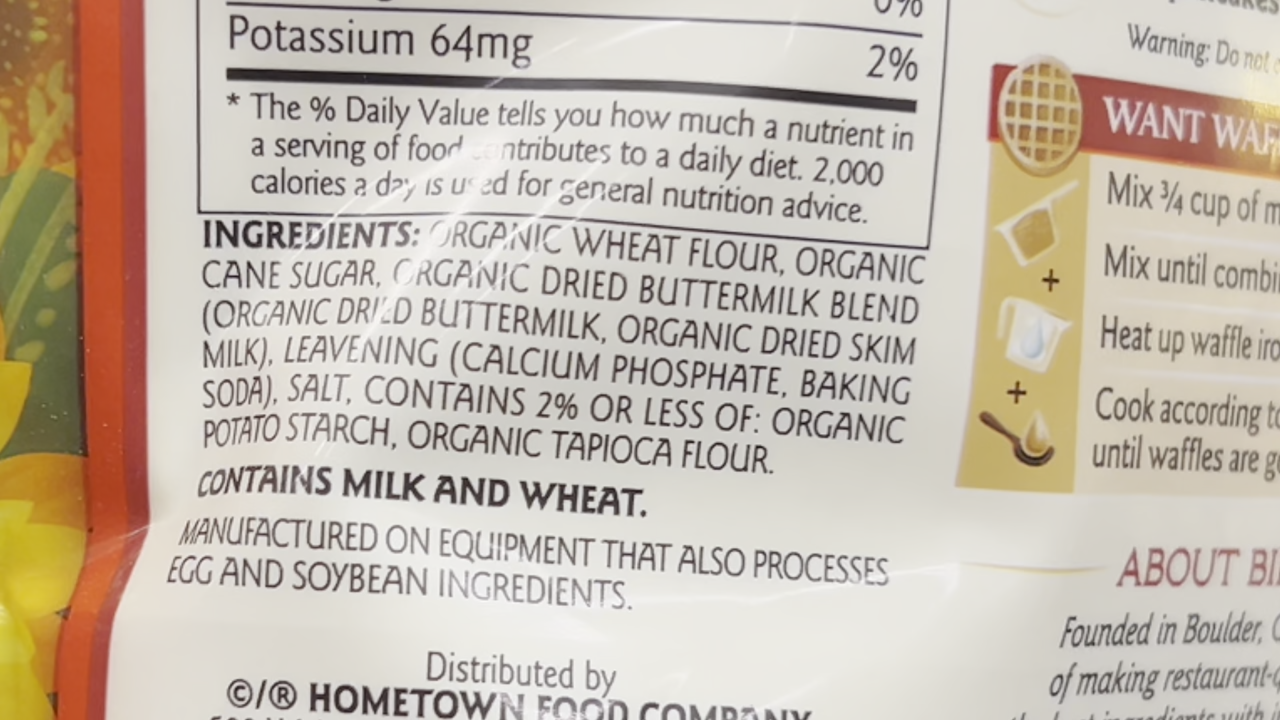 0%
Potassium 64mg 2%
* The % Daily Value tells you how much a nutrient in
a serving of food contributes to a daily diet. 2,000
calories a day is used for general nutrition advice.
INGREDIENTS: ORGANIC WHEAT FLOUR, ORGANIC
CANE SUGAR, ORGANIC DRIED BUTTERMILK BLEND
(ORGANIC DRIED BUTTERMILK, ORGANIC DRIED SKIM
MILK), LEAVENING (CALCIUM PHOSPHATE, BAKING
SODA), SALT, CONTAINS 2% OR LESS OF: ORGANIC
POTATO STARCH, ORGANIC TAPIOCA FLOUR.
CONTAINS MILK AND WHEAT.
MANUFACTURED ON EQUIPMENT THAT ALSO PROCESSES
EGG AND SOYBEAN INGREDIENTS.
Distributed by
©/® HOMETOWN FOOD COMPANY
Warning: Do not
WANT
Mix ¾ cup of
Mix until
Heat up waffle
+
+
Cook according
until waffles are
ABOUT
Founded in Boulder,
of making